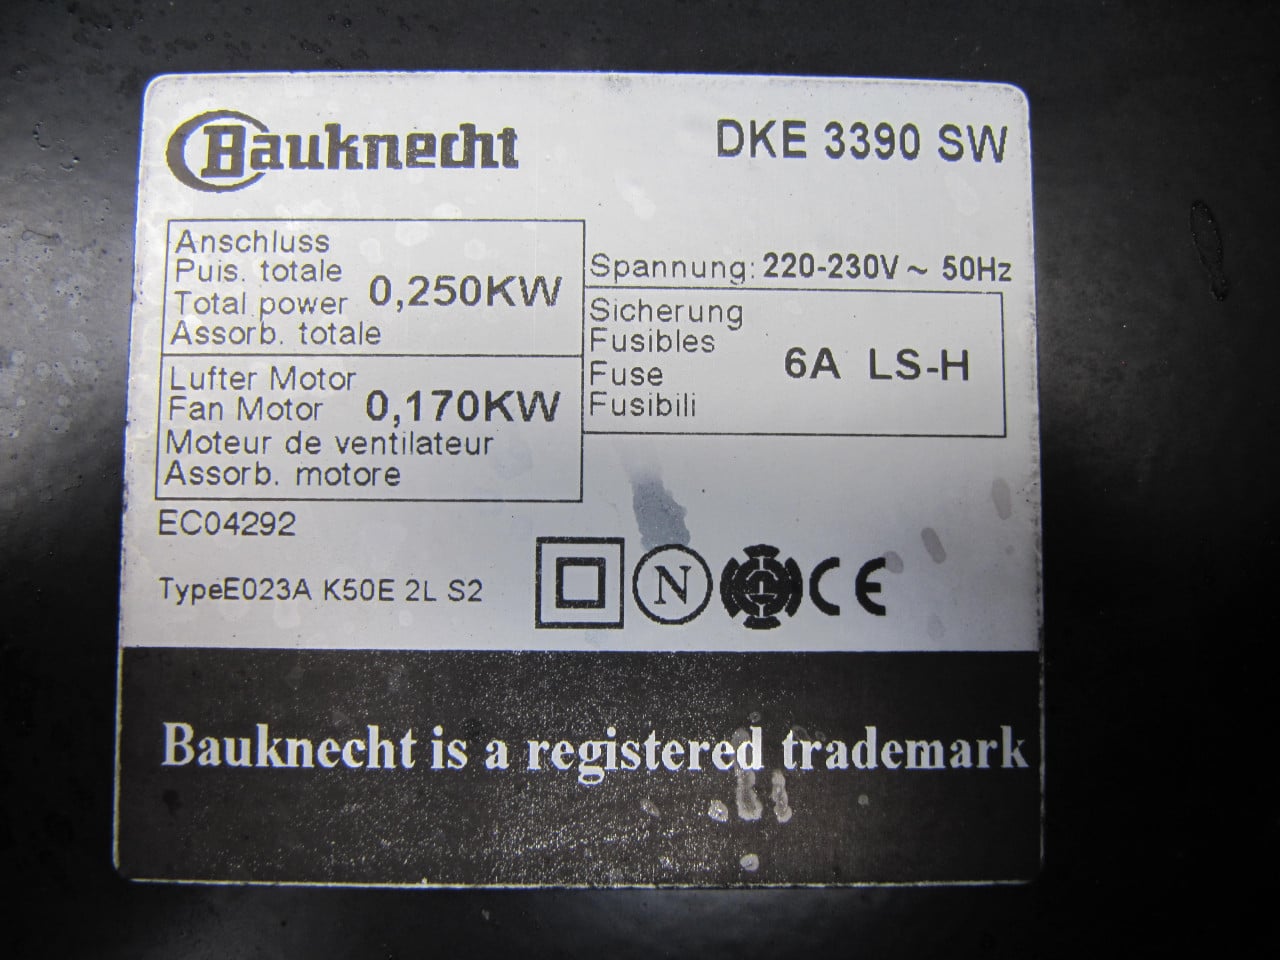 Bauknecht
DKE 3390 SW
Anschluss
Puis. totale
Total power
Assorb. totale
0,250KW
Spannung: 220-230V ~ 50Hz
Sicherung
Fusibles
Fuse
Fusibili
6A LS-H
Lufter Motor
Fan Motor
Moteur de ventilateur
Assorb. motore
0,170KW
EC04292
TypeE023A K50E 2L S2
N
CE
Bauknecht is a registered trademark